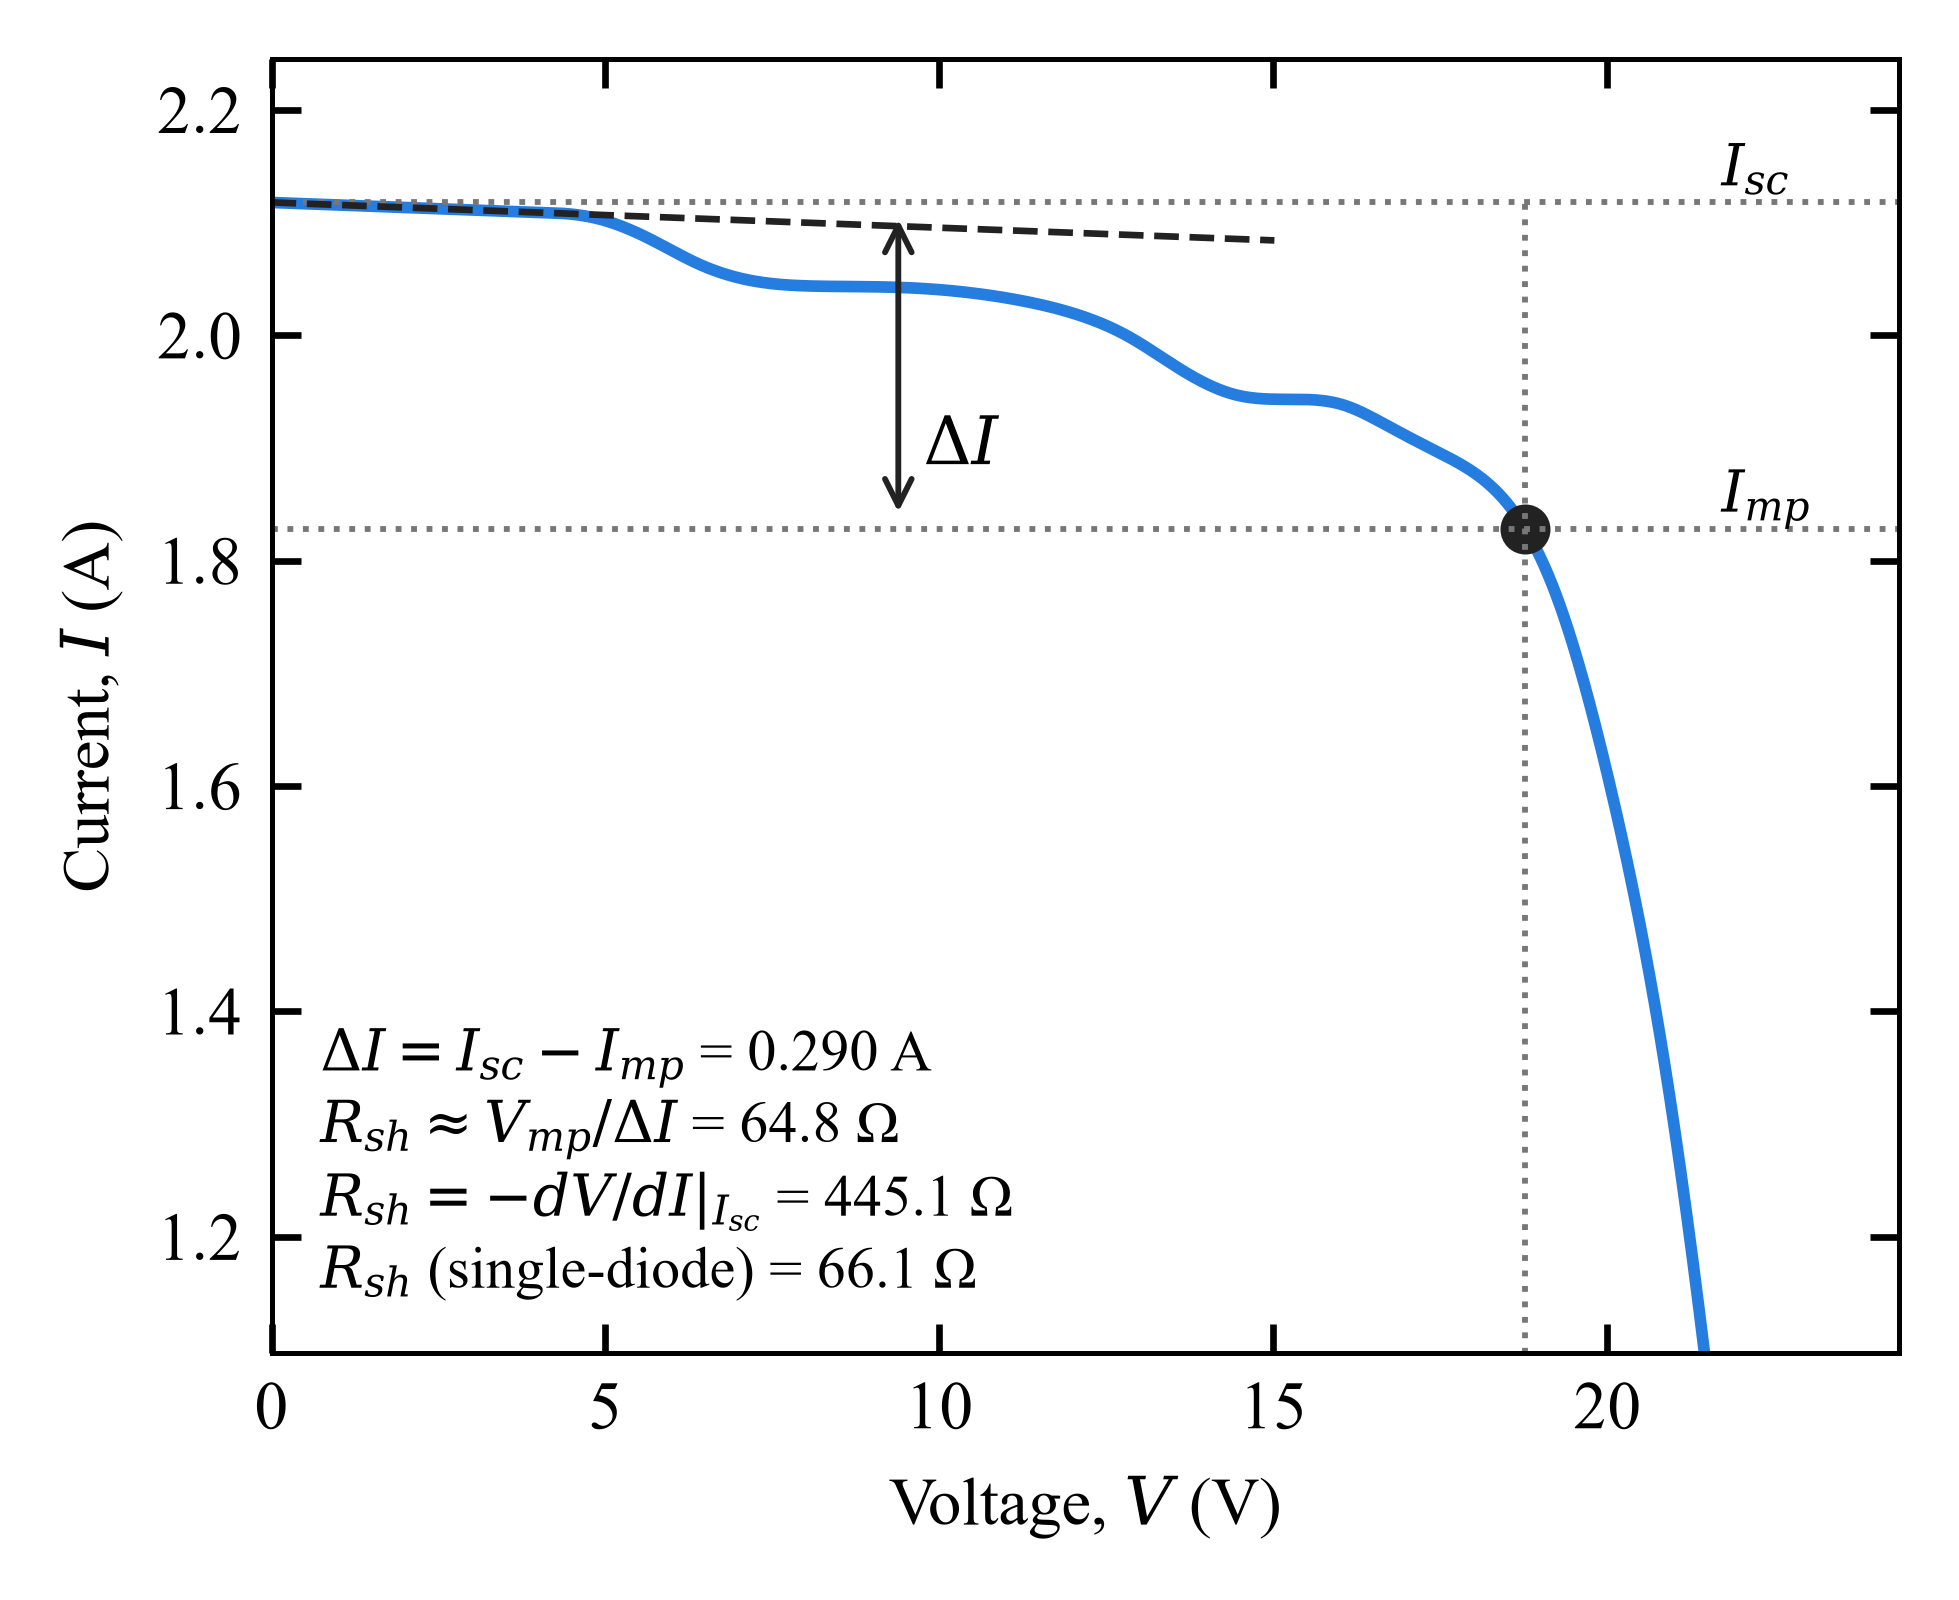 2.2
2.0
1.8
1.6
1.4
1.2
Current, I (A)
I_sc
I_mp
ΔI
ΔI = I_sc − I_mp = 0.290 A
R_sh ≈ V_mp/ΔI = 64.8 Ω
R_sh = −dV/dI|_I_sc = 445.1 Ω
R_sh (single-diode) = 66.1 Ω
0 5 10 15 20
Voltage, V (V)